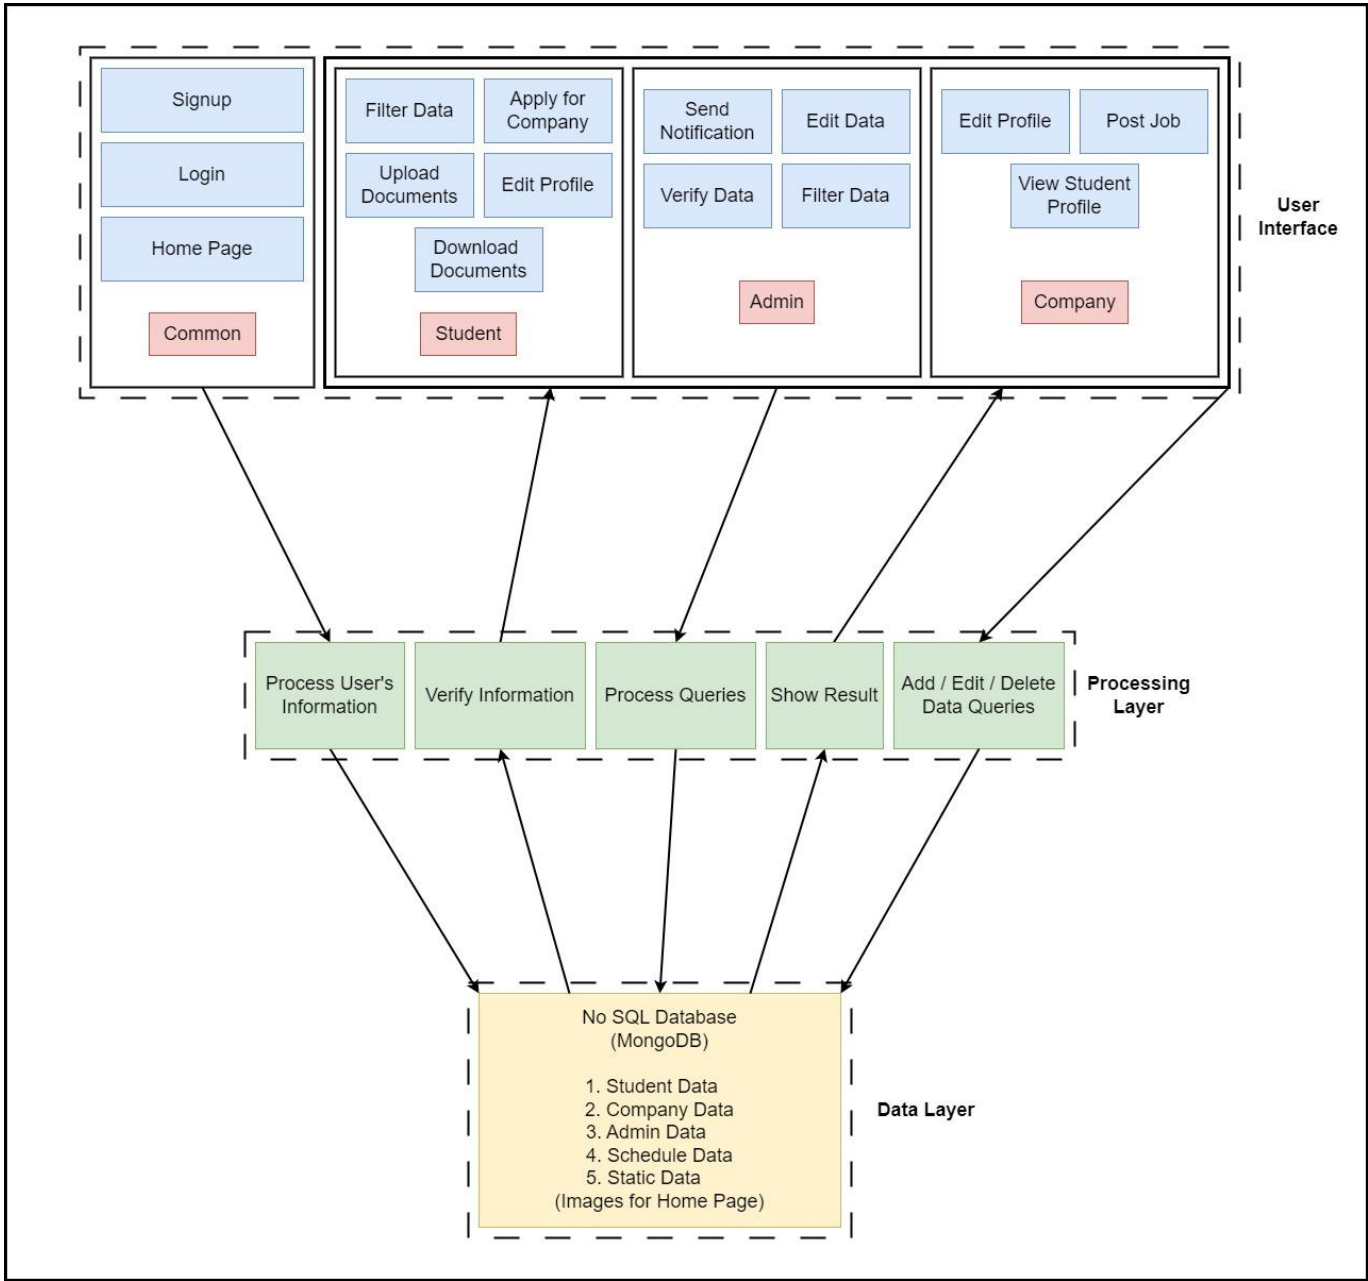 Signup
Login
Home Page
Common
Filter Data
Apply for
Company
Upload
Documents
Edit Profile
Download
Documents
Student
Send
Notification
Edit Data
Verify Data
Filter Data
Admin
Edit Profile
Post Job
View Student
Profile
Company
User
Interface
Process User's
Information
Verify Information
Process Queries
Show Result
Add / Edit / Delete
Data Queries
Processing
Layer
No SQL Database
(MongoDB)
1. Student Data
2. Company Data
3. Admin Data
4. Schedule Data
5. Static Data
(Images for Home Page)
Data Layer